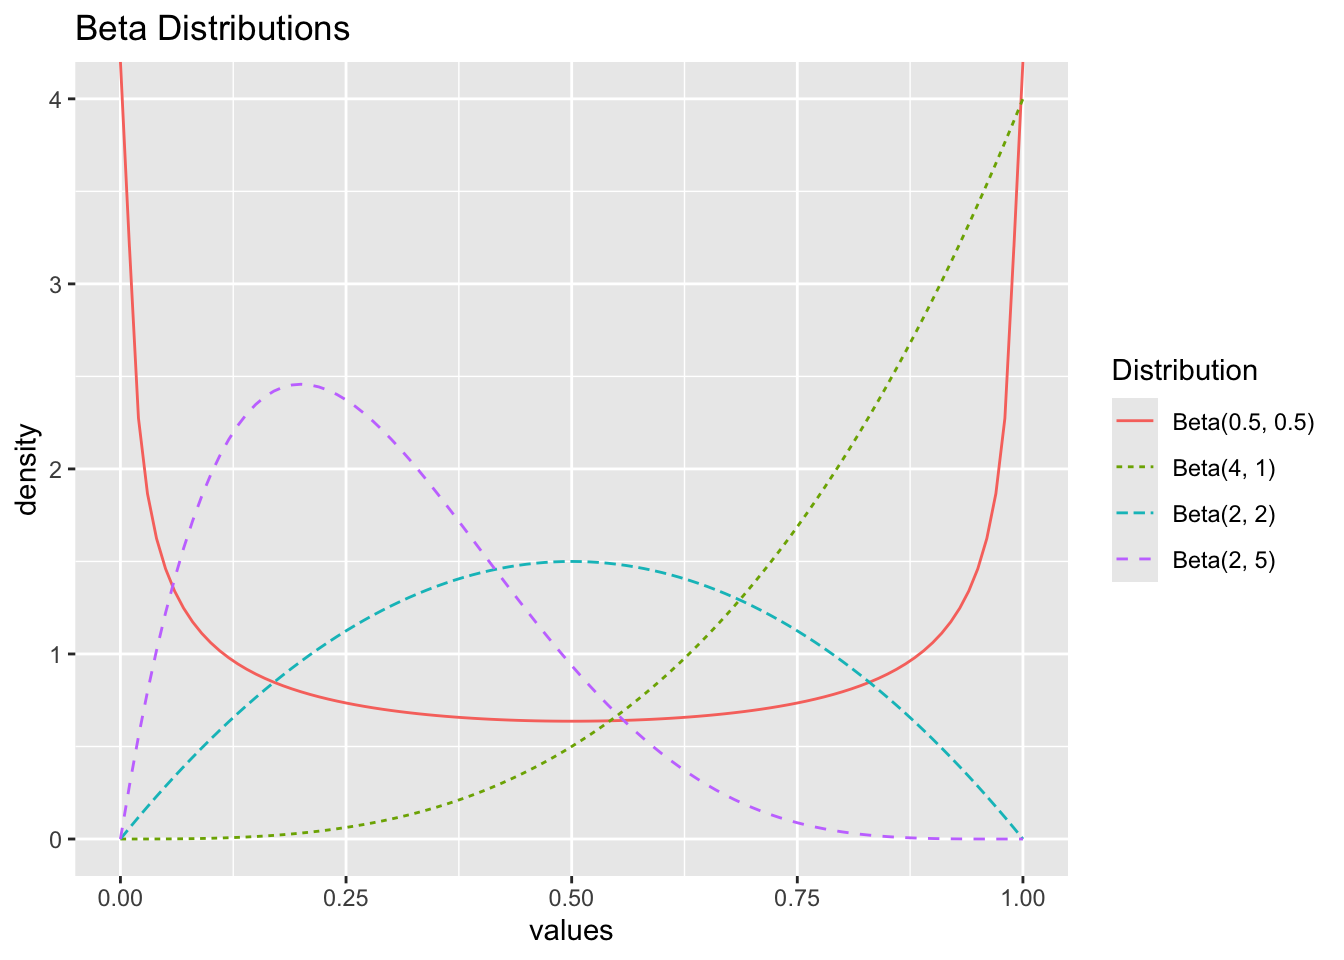 Beta Distributions
4
3
2
1
0
density
0.00 0.25 0.50 0.75 1.00
values
Distribution
Beta(0.5, 0.5)
Beta(4, 1)
Beta(2, 2)
Beta(2, 5)